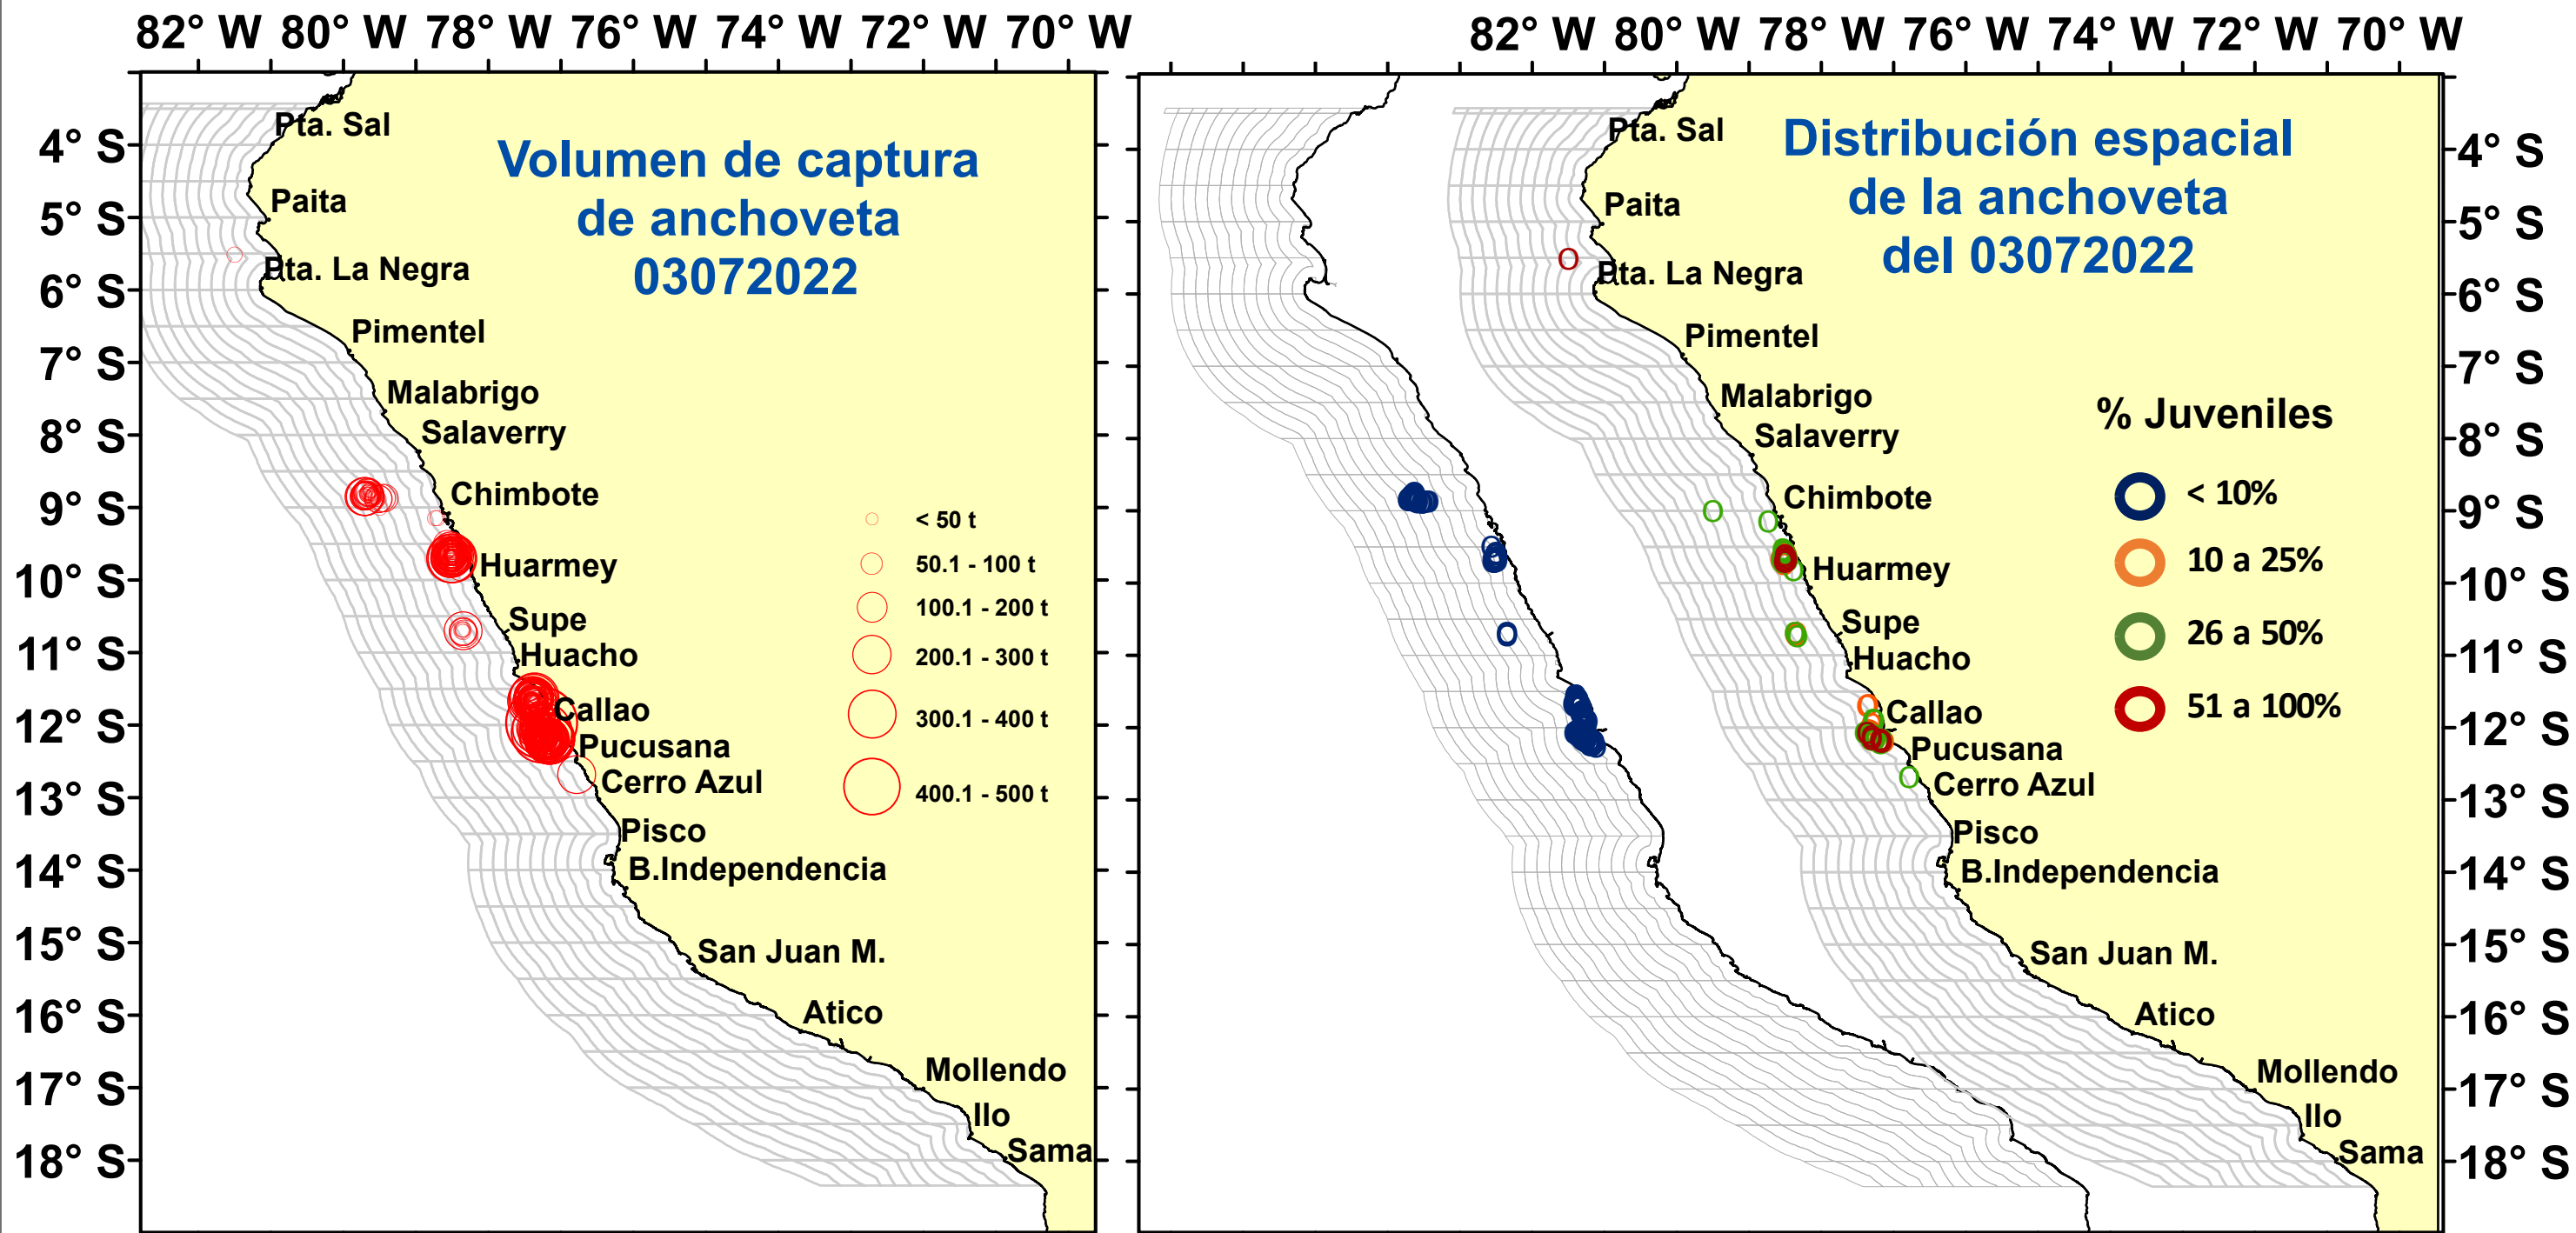 82° W 80° W 78° W 76° W 74° W 72° W 70° W
4° S
5° S
6° S
7° S
8° S
9° S
10° S
11° S
12° S
13° S
14° S
15° S
16° S
17° S
18° S
Volumen de captura
de anchoveta
03072022
Pta. Sal
Paita
Pta. La Negra
Pimentel
Malabrigo
Salaverry
Chimbote
Huarmey
Supe
Huacho
Callao
Pucusana
Cerro Azul
Pisco
B.Independencia
San Juan M.
Atico
Mollendo
Ilo
Sama
< 50 t
50.1 - 100 t
100.1 - 200 t
200.1 - 300 t
300.1 - 400 t
400.1 - 500 t
82° W 80° W 78° W 76° W 74° W 72° W 70° W
Distribución espacial
de la anchoveta
del 03072022
Pta. Sal
Paita
Pta. La Negra
Pimentel
Malabrigo
Salaverry
Chimbote
Huarmey
Supe
Huacho
Callao
Pucusana
Cerro Azul
Pisco
B.Independencia
San Juan M.
Atico
Mollendo
Ilo
Sama
% Juveniles
< 10%
10 a 25%
26 a 50%
51 a 100%
4° S
5° S
6° S
7° S
8° S
9° S
10° S
11° S
12° S
13° S
14° S
15° S
16° S
17° S
18° S